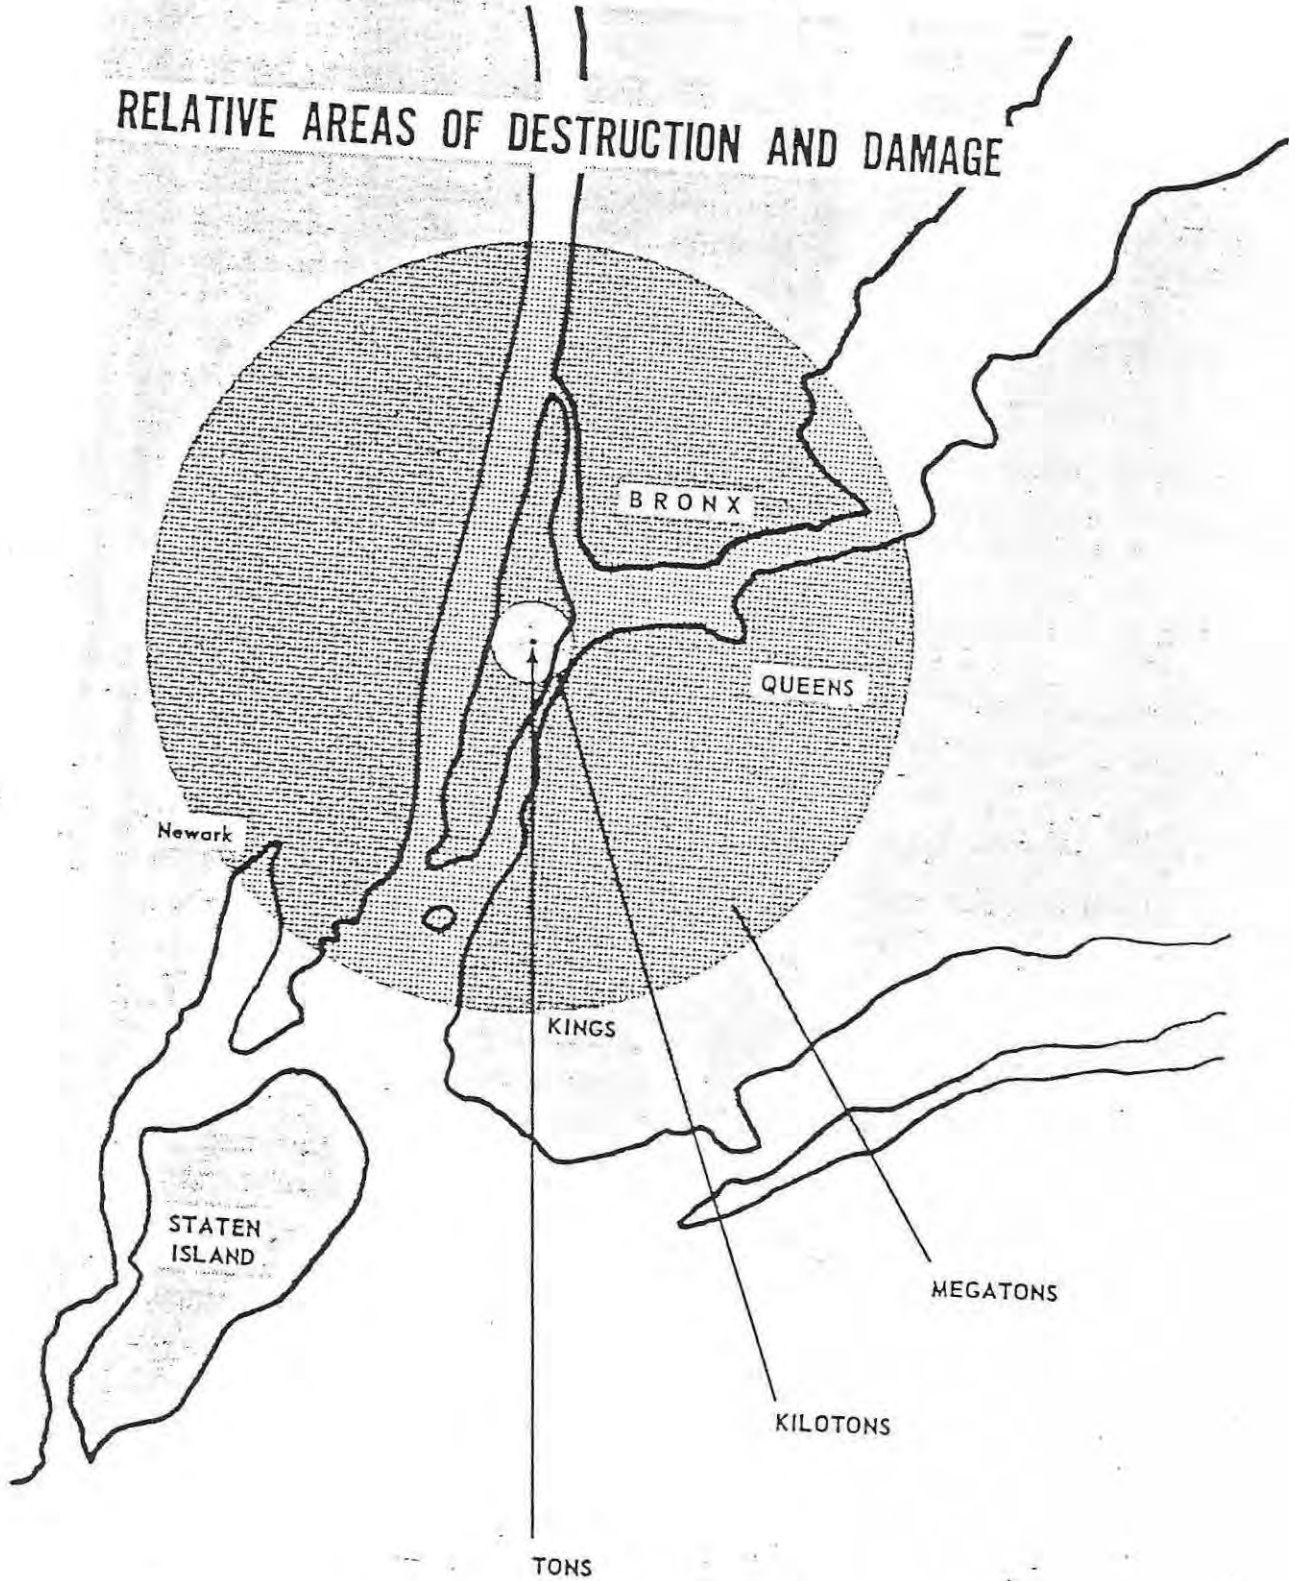 RELATIVE AREAS OF DESTRUCTION AND DAMAGE
BRONX
QUEENS
Newark
KINGS
STATEN
ISLAND
MEGATONS
KILOTONS
TONS